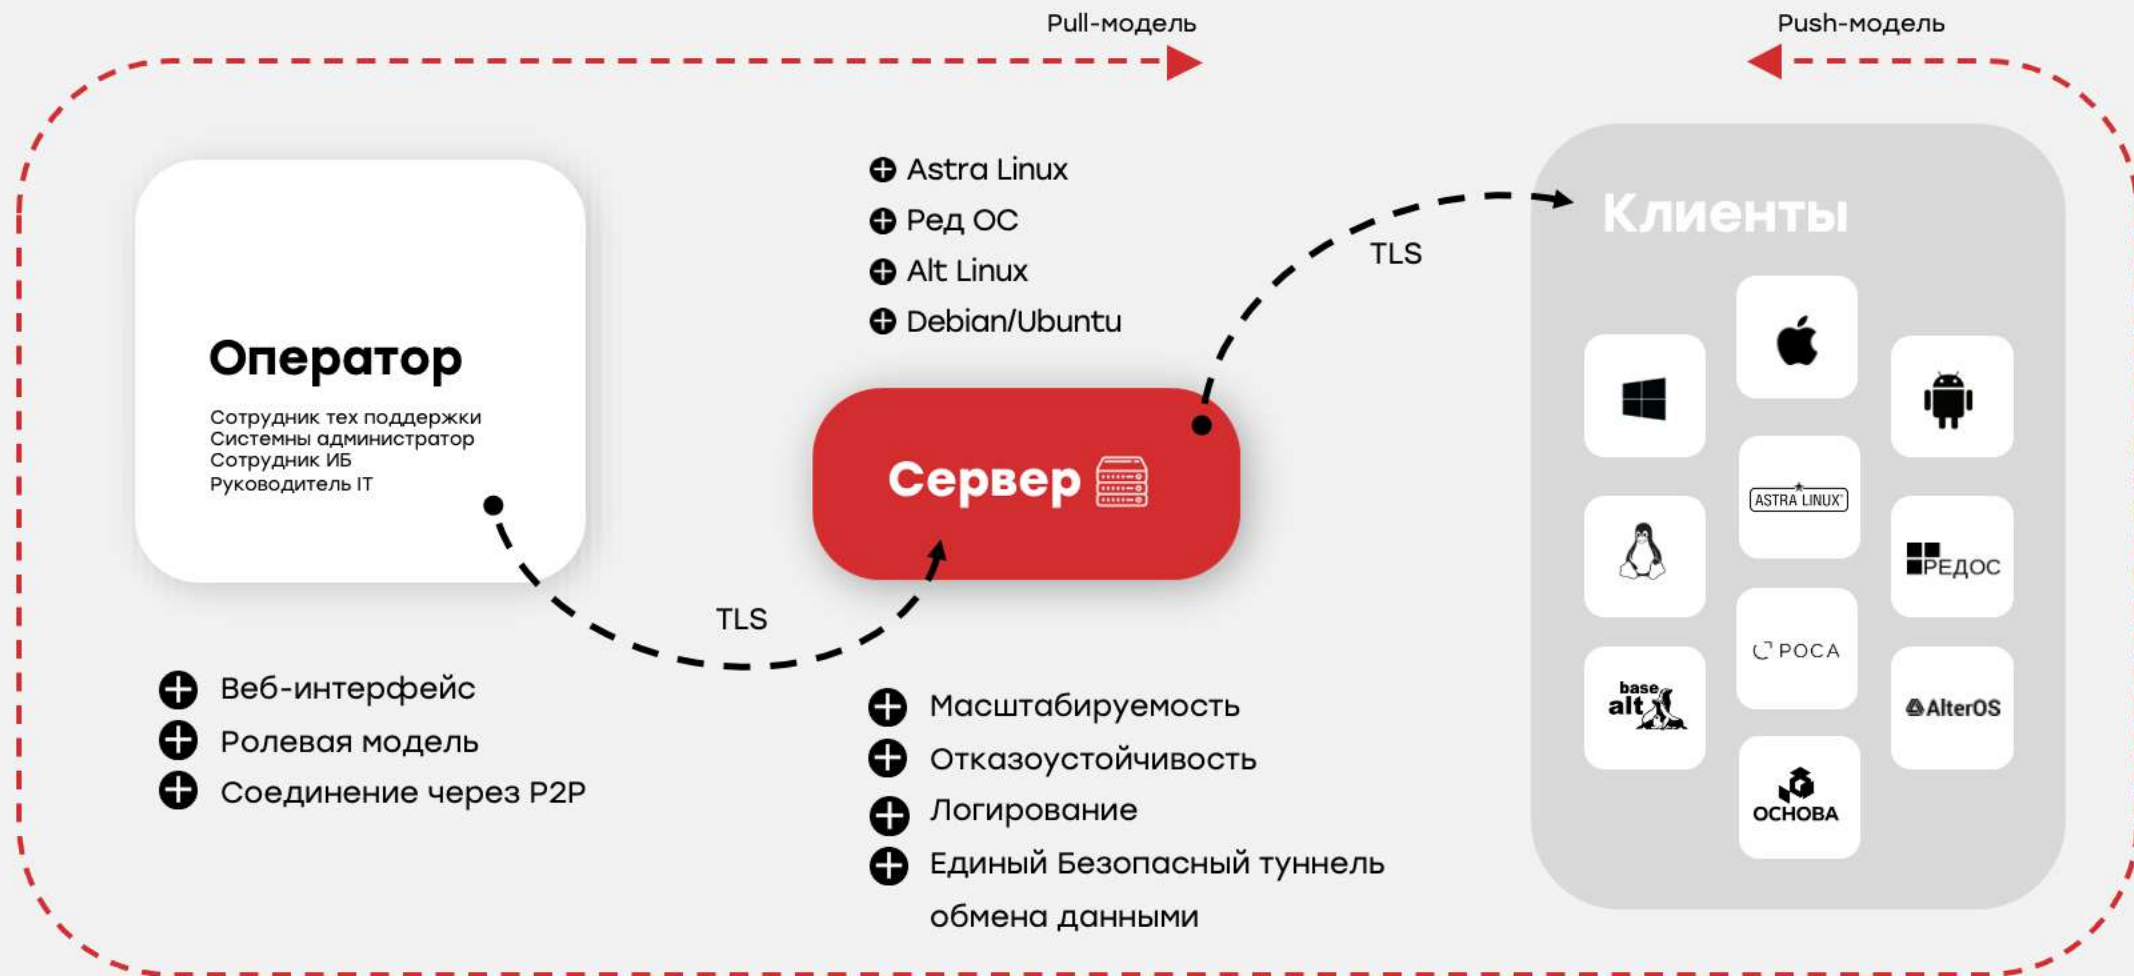 Pull-модель
Push-модель
Оператор
Сотрудник тех поддержки
Системны администратор
Сотрудник ИБ
Руководитель IT
TLS
Веб-интерфейс
Ролевая модель
Соединение через P2P
Astra Linux
Ред ОС
Alt Linux
Debian/Ubuntu
Сервер
Масштабируемость
Отказоустойчивость
Логирование
Единый Безопасный туннель
обмена данными
TLS
Клиенты
ASTRA LINUX
РЕДОС
РОСА
base
alt
AlterOS
ОСНОВА